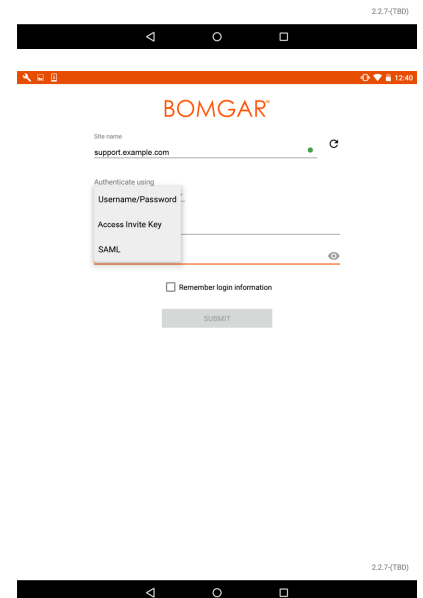 2.2.7-(TBD)
12:40
BOMGAR™
Site name
support.example.com
Authenticate using
Username/Password
Access Invite Key
SAML
Remember login information
SUBMIT
2.2.7-(TBD)